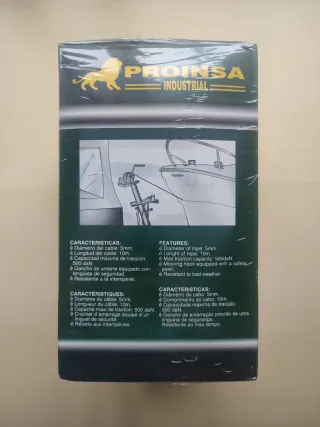 PROINSA
INDUSTRIAL
CARACTERISTICAS:
ê Diametro del cable: 5mm.
ê Longitud del cable: 10m.
ê Capacidad máxima de tracción
500 daN.
ê Gancho de amarre equipado con
lengueta de seguridad.
ê Resistente a la intemperie.
FEATURES:
ê Diameter of rope: 5mm.
ê Lenght of rope: 10m.
ê Max traction capacity: 500daN.
ê Mooring hook equipped with a safety
pawl.
ê Resistent to bad weather
CARACTÉRISTIQUES:
ê Diamètre du câble: 5mm.
ê Longueur du câble: 10m.
ê Capacité maxi de traction: 500 daN.
ê Crochet d'amarrage équipé d'un
linguet de sécurité.
ê Résiste aux intempéries.
CARACTERISTICAS:
ê Diâmetro do cabo: 5mm.
ê Comprimento do cabo: 10m.
ê Capacidade máxima de tracção
500 daN.
ê Gancho de amarração provido de uma
lingueta de segurança.
Resistente ao mau tempo.